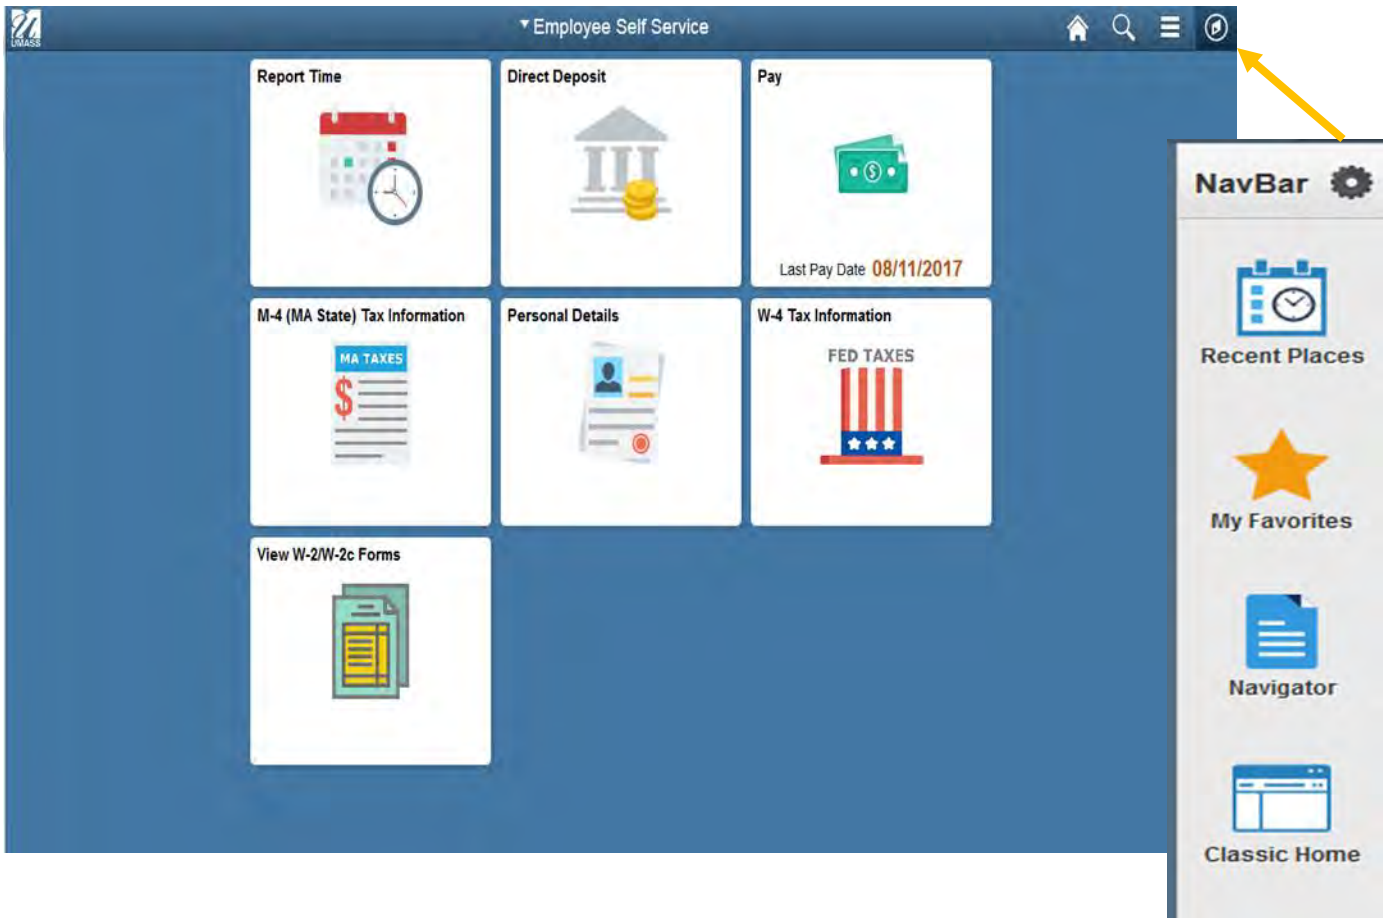 UMASS
Employee Self Service
Report Time
Direct Deposit
Pay
Last Pay Date 08/11/2017
M-4 (MA State) Tax Information
MA TAXES
$
Personal Details
W-4 Tax Information
FED TAXES
View W-2/W-2c Forms
NavBar
Recent Places
My Favorites
Navigator
Classic Home